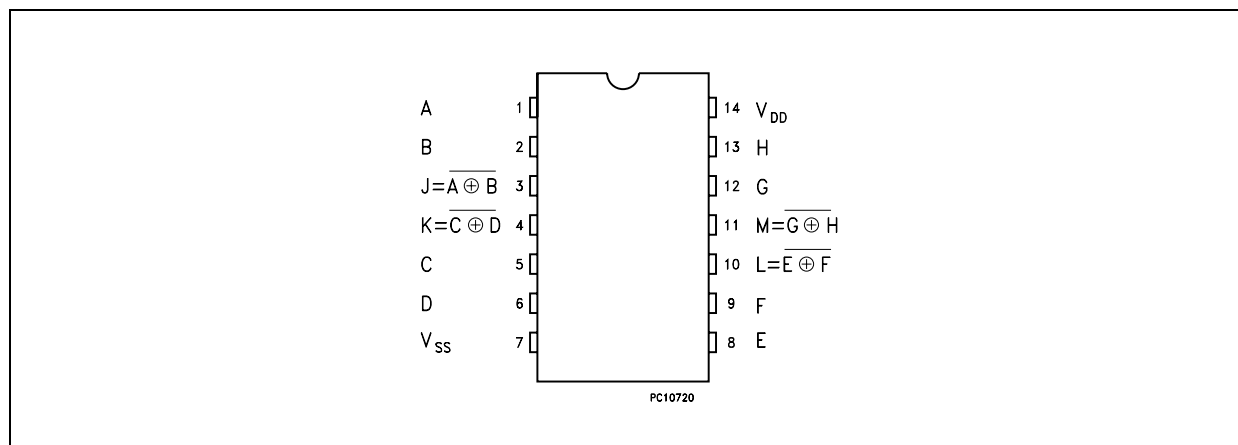 A 1 14 V_DD
B 2 13 H
J=A̅ ̅⊕̅ ̅B̅ 3 12 G
K=C̅ ̅⊕̅ ̅D̅ 4 11 M=G̅ ̅⊕̅ ̅H̅
C 5 10 L=E̅ ̅⊕̅ ̅F̅
D 6 9 F
V_SS 7 8 E
PC10720